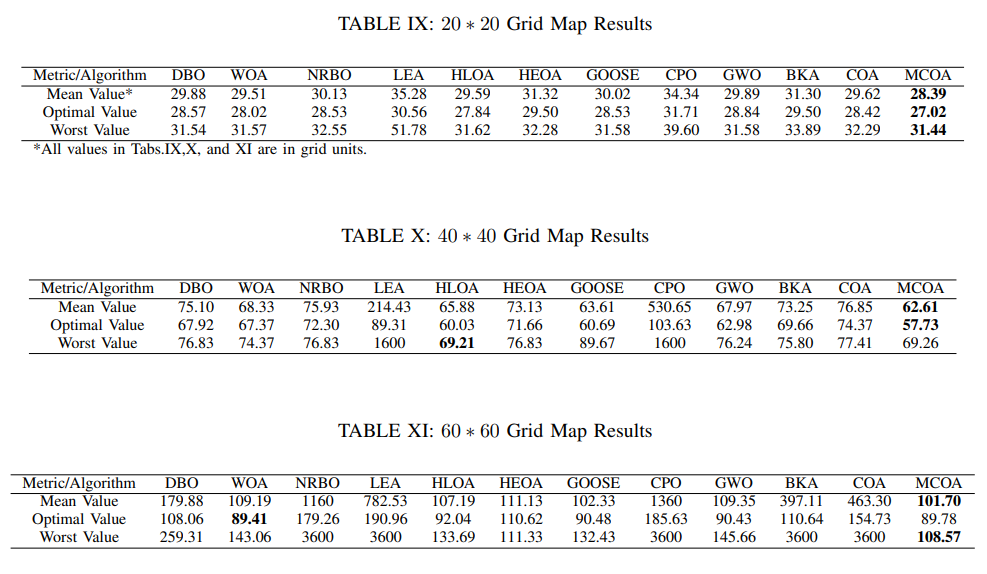 TABLE IX: 20 * 20 Grid Map Results
Metric/Algorithm DBO WOA NRBO LEA HLOA HEOA GOOSE CPO GWO BKA COA MCOA
Mean Value* 29.88 29.51 30.13 35.28 29.59 31.32 30.02 34.34 29.89 31.30 29.62 28.39
Optimal Value 28.57 28.02 28.53 30.56 27.84 29.50 28.53 31.71 28.84 29.50 28.42 27.02
Worst Value 31.54 31.57 32.55 51.78 31.62 32.28 31.58 39.60 31.58 33.89 32.29 31.44
*All values in Tabs.IX,X, and XI are in grid units.
TABLE X: 40 * 40 Grid Map Results
Metric/Algorithm DBO WOA NRBO LEA HLOA HEOA GOOSE CPO GWO BKA COA MCOA
Mean Value 75.10 68.33 75.93 214.43 65.88 73.13 63.61 530.65 67.97 73.25 76.85 62.61
Optimal Value 67.92 67.37 72.30 89.31 60.03 71.66 60.69 103.63 62.98 69.66 74.37 57.73
Worst Value 76.83 74.37 76.83 1600 69.21 76.83 89.67 1600 76.24 75.80 77.41 69.26
TABLE XI: 60 * 60 Grid Map Results
Metric/Algorithm DBO WOA NRBO LEA HLOA HEOA GOOSE CPO GWO BKA COA MCOA
Mean Value 179.88 109.19 1160 782.53 107.19 111.13 102.33 1360 109.35 397.11 463.30 101.70
Optimal Value 108.06 89.41 179.26 190.96 92.04 110.62 90.48 185.63 90.43 110.64 154.73 89.78
Worst Value 259.31 143.06 3600 3600 133.69 111.33 132.43 3600 145.66 3600 3600 108.57